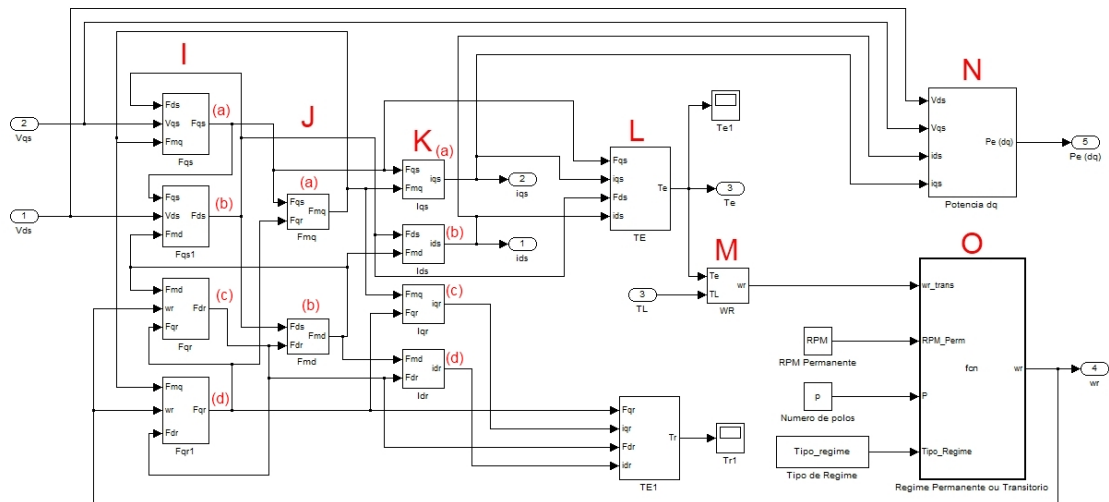 I
Fds
Vqs
Fmq
Fqs
(a)
Fqs
2
Vqs
Fqs
Vds
Fmd
Fds
(b)
Fqs1
1
Vds
Fmd
wr
Fqr
Fdr
(c)
Fqr
Fmq
wr
Fdr
Fqr
(d)
Fqr1
J
(a)
Fqs
Fqr
Fmq
Fmq
(b)
Fds
Fdr
Fmd
Fmd
K
(a)
Fqs
Fmq
iqs
Iqs
2
iqs
(b)
Fds
Fmd
ids
Ids
1
ids
(c)
Fmq
Fqr
iqr
Iqr
(d)
Fmd
Fdr
idr
Idr
L
Fqs
iqs
Fds
ids
Te
TE
Te1
3
Te
M
Te
TL
wr
WR
3
TL
Fqr
iqr
Fdr
idr
Tr
TE1
Tr1
N
Vds
Vqs
ids
iqs
Pe (dq)
Potencia dq
5
Pe (dq)
O
wr_trans
RPM_Perm
P
Tipo_Regime
fcn
wr
Regime Permanente ou Transitorio
4
wr
RPM
RPM Permanente
p
Numero de polos
Tipo_regime
Tipo de Regime